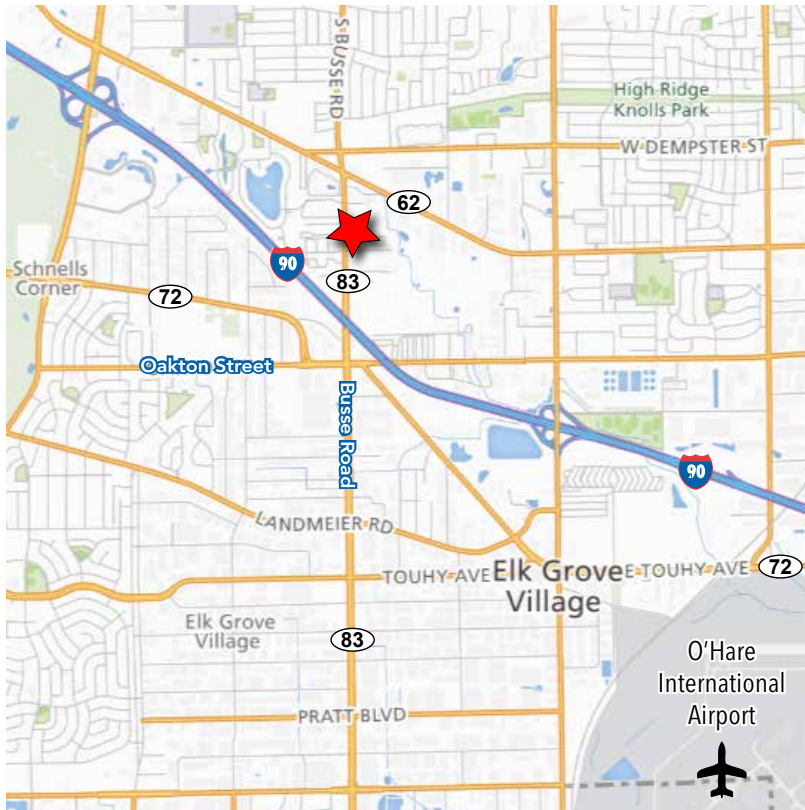 S BUSSE RD
High Ridge
Knolls Park
W DEMPSTER ST
62
90
Schnells
Corner
83
72
Oakton Street
Busse Road
90
LANDMEIER RD
TOUHY AVE
Elk Grove
Village
E TOUHY AVE
72
Elk Grove
Village
83
O'Hare
International
Airport
PRATT BLVD